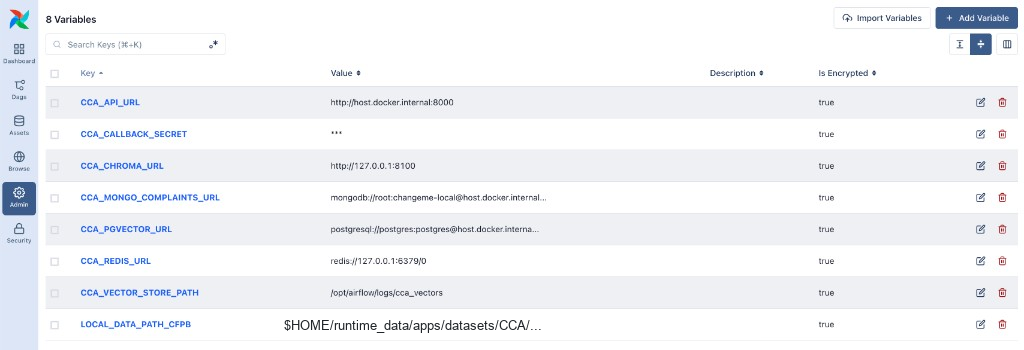 8 Variables
Import Variables
+ Add Variable
Search Keys (⌘+K)
.*
Dashboard
Dags
Assets
Browse
Admin
Security
Key Value Description Is Encrypted
CCA_API_URL http://host.docker.internal:8000 true
CCA_CALLBACK_SECRET *** true
CCA_CHROMA_URL http://127.0.0.1:8100 true
CCA_MONGO_COMPLAINTS_URL mongodb://root:changeme-local@host.docker.internal... true
CCA_PGVECTOR_URL postgresql://postgres:postgres@host.docker.interna... true
CCA_REDIS_URL redis://127.0.0.1:6379/0 true
CCA_VECTOR_STORE_PATH /opt/airflow/logs/cca_vectors true
LOCAL_DATA_PATH_CFPB $HOME/runtime_data/apps/datasets/CCA/... true